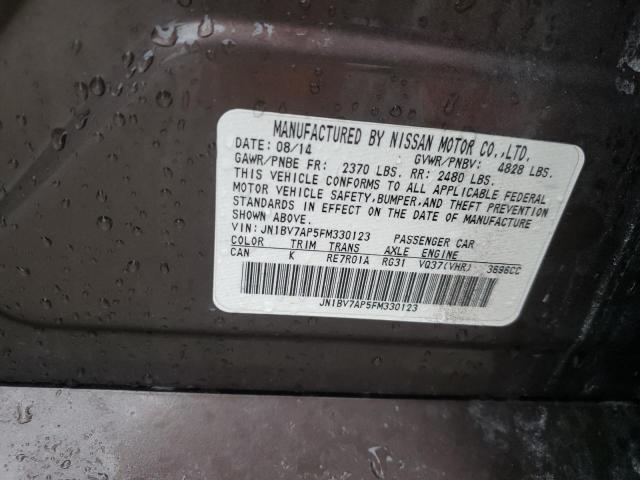 MANUFACTURED BY NISSAN MOTOR CO.,LTD.
DATE: 08/14 GVWR/PNBV: 4828 LBS.
GAWR/PNBE FR: 2370 LBS. RR: 2480 LBS.
THIS VEHICLE CONFORMS TO ALL APPLICABLE FEDERAL
MOTOR VEHICLE SAFETY, BUMPER, AND THEFT PREVENTION
STANDARDS IN EFFECT ON THE DATE OF MANUFACTURE
SHOWN ABOVE.
VIN: JN1BV7AP5FM330123 PASSENGER CAR
COLOR TRIM TRANS AXLE ENGINE
CAN K RE7R01A RG31 VQ37(VHR) 3696CC
JN1BV7AP5FM330123